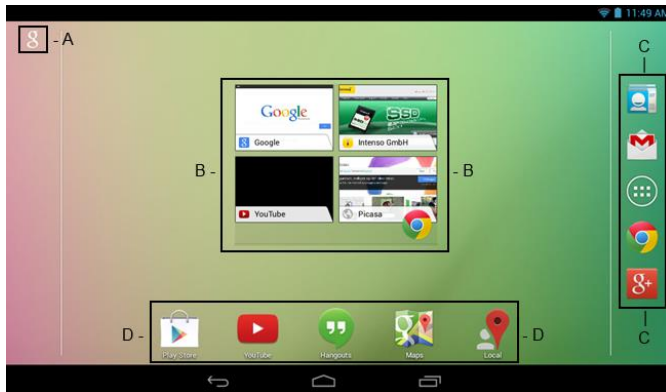 11:49 AM
g - A
C
Google
SSD
Google
Intenso GmbH
B -
- B
YouTube
Picasa
g+
D -
- D
Play Store
YouTube
Hangouts
Maps
Local
C